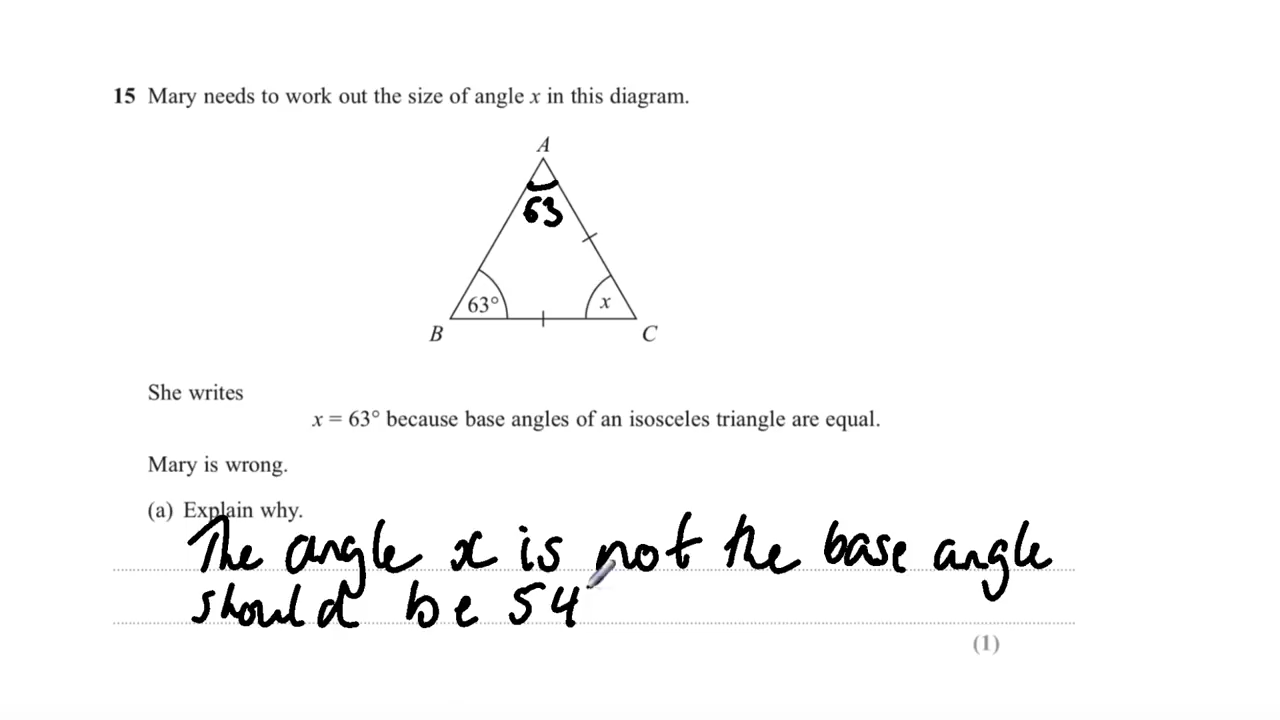 15 Mary needs to work out the size of angle x in this diagram.
A
63
63°
x
B
C
She writes
x = 63° because base angles of an isosceles triangle are equal.
Mary is wrong.
(a) Explain why.
The angle x is not the base angle
should be 54
(1)